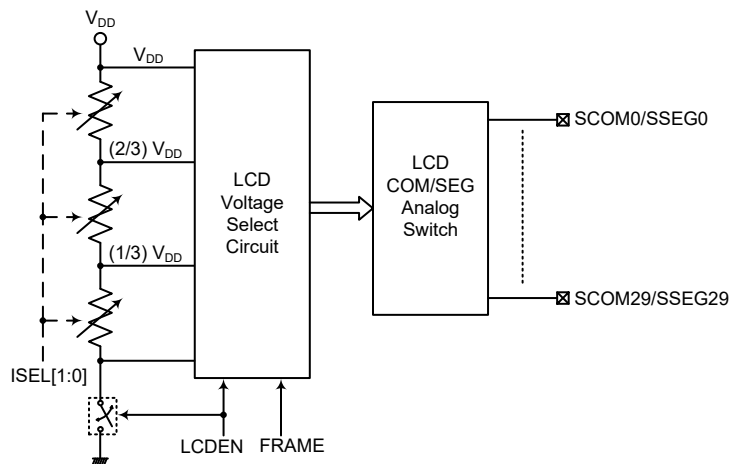 VDD
VDD
(2/3) VDD
(1/3) VDD
ISEL[1:0]
LCD
Voltage
Select
Circuit
LCDEN
FRAME
LCD
COM/SEG
Analog
Switch
SCOM0/SSEG0
SCOM29/SSEG29